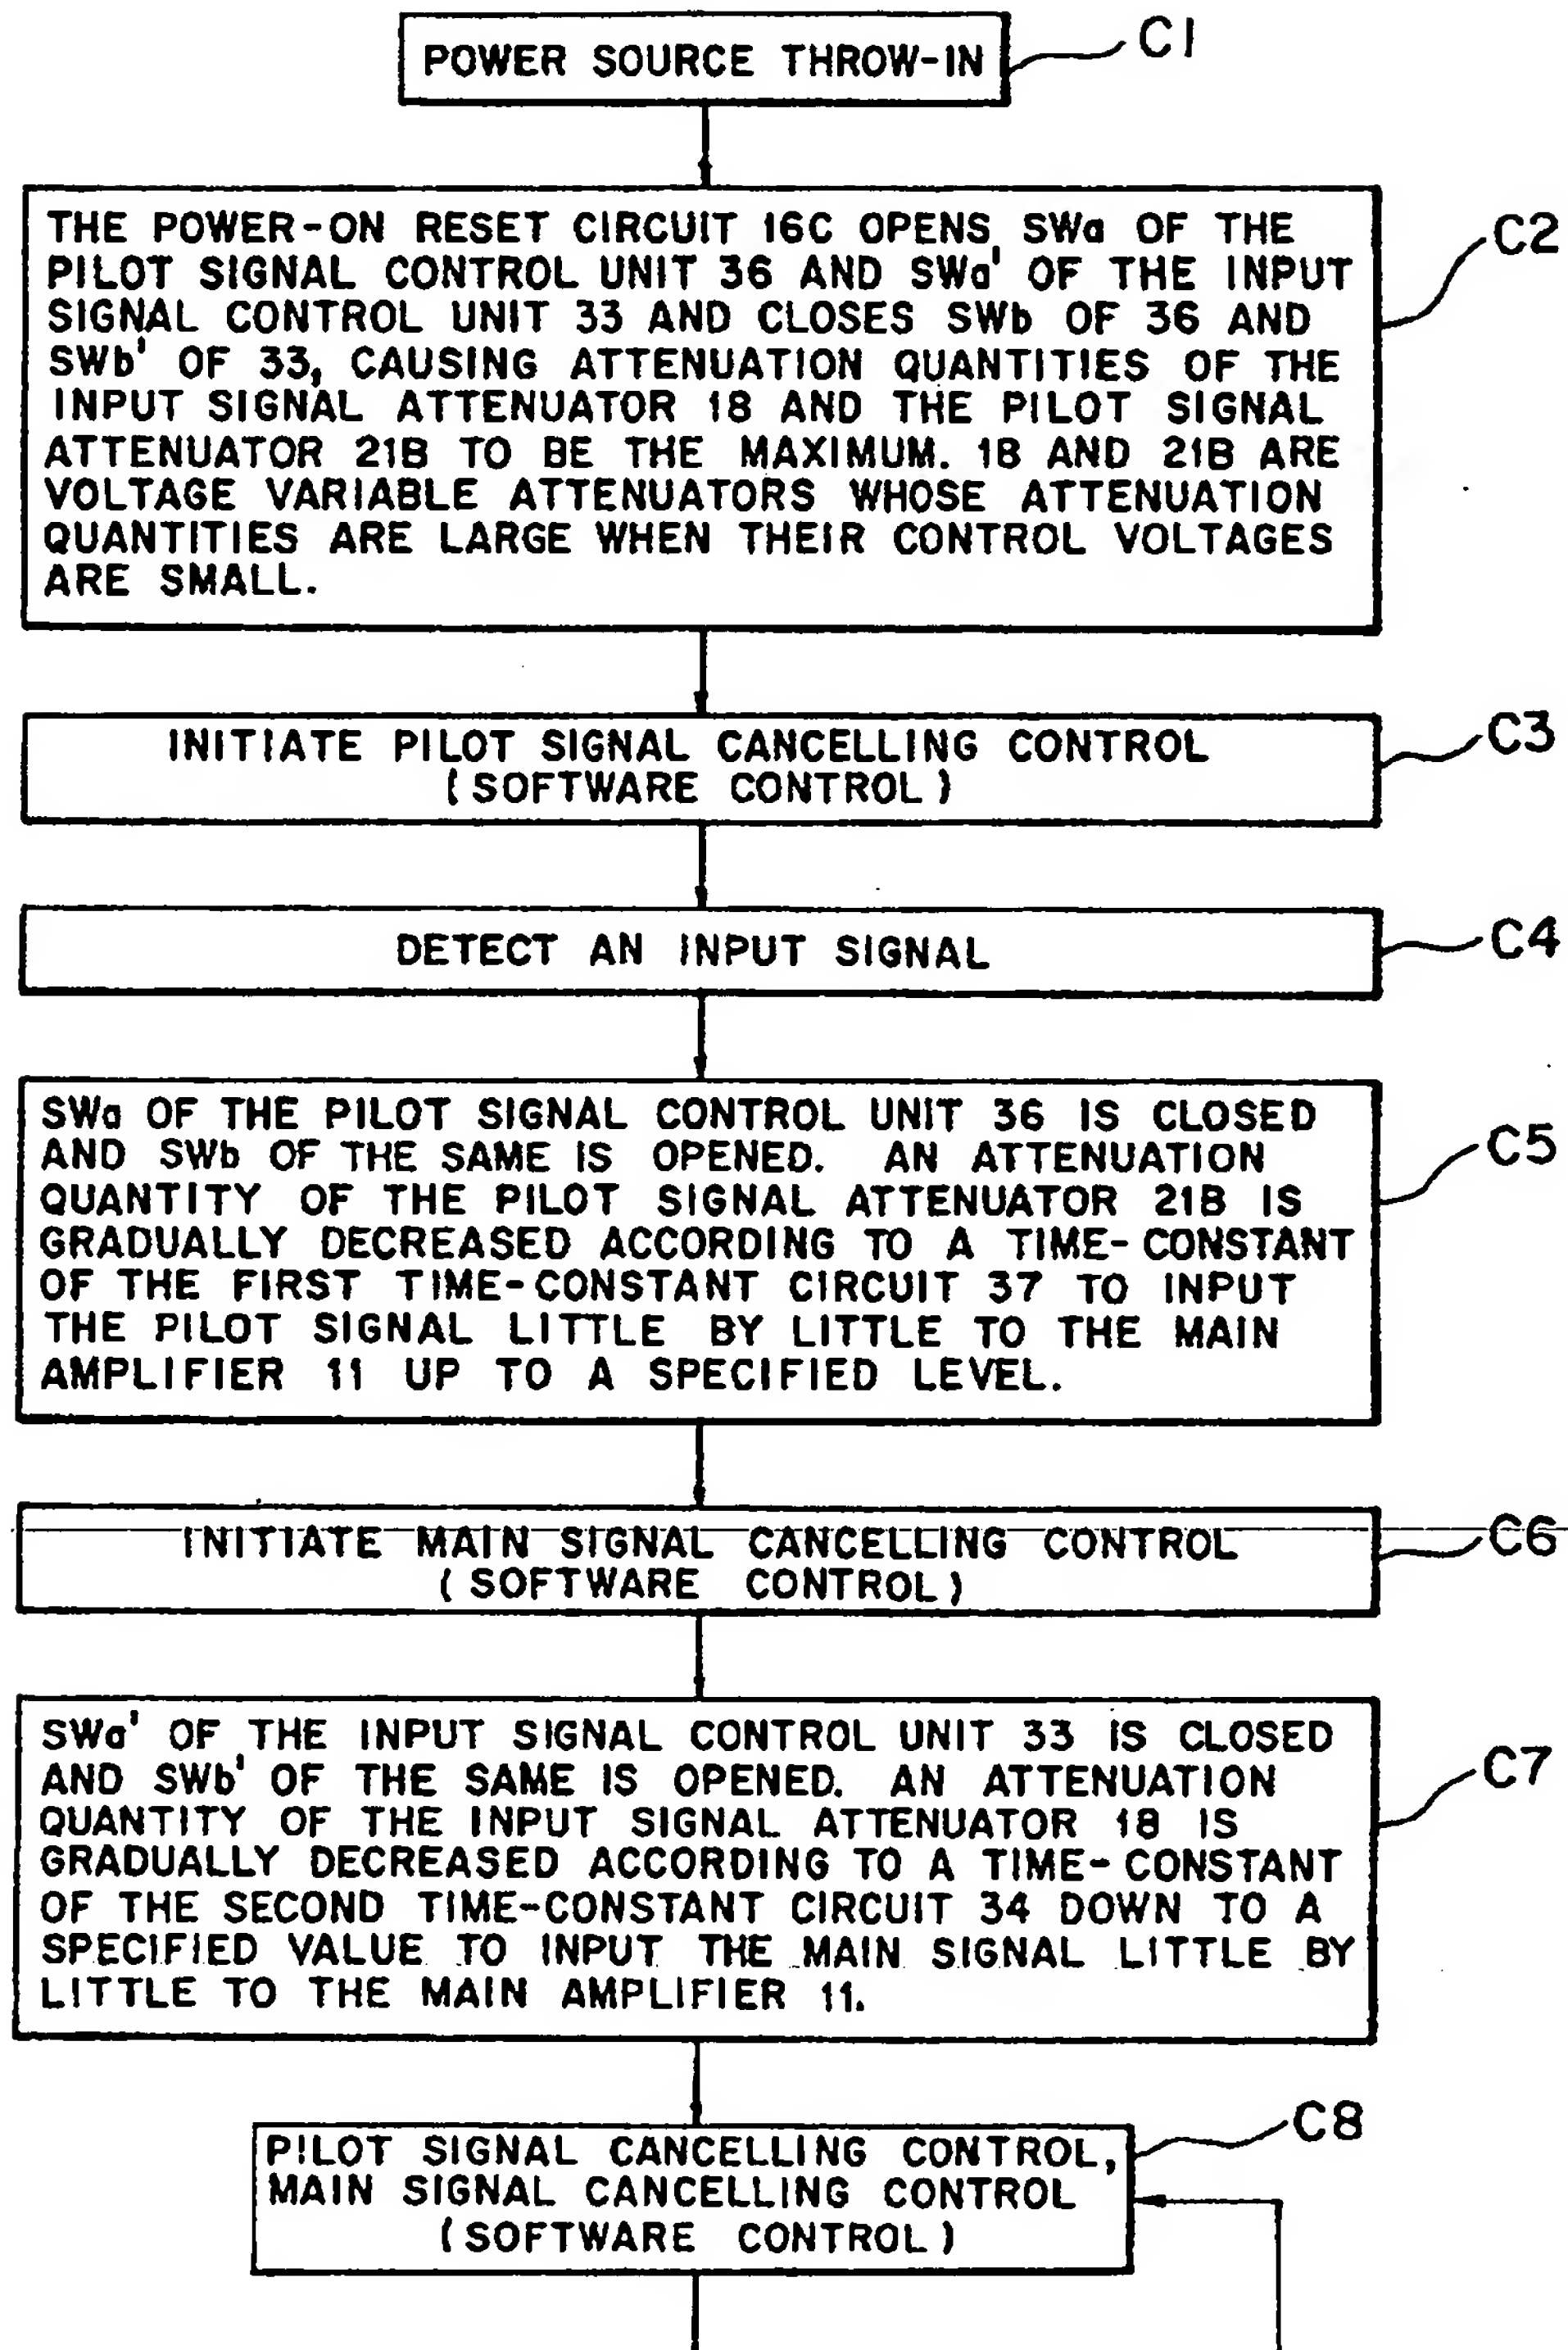 POWER SOURCE THROW-IN
C1
THE POWER-ON RESET CIRCUIT 16C OPENS SWa OF THE
PILOT SIGNAL CONTROL UNIT 36 AND SWa' OF THE INPUT
SIGNAL CONTROL UNIT 33 AND CLOSES SWb OF 36 AND
SWb' OF 33, CAUSING ATTENUATION QUANTITIES OF THE
INPUT SIGNAL ATTENUATOR 18 AND THE PILOT SIGNAL
ATTENUATOR 21B TO BE THE MAXIMUM. 18 AND 21B ARE
VOLTAGE VARIABLE ATTENUATORS WHOSE ATTENUATION
QUANTITIES ARE LARGE WHEN THEIR CONTROL VOLTAGES
ARE SMALL.
C2
INITIATE PILOT SIGNAL CANCELLING CONTROL
(SOFTWARE CONTROL)
C3
DETECT AN INPUT SIGNAL
C4
SWa OF THE PILOT SIGNAL CONTROL UNIT 36 IS CLOSED
AND SWb OF THE SAME IS OPENED. AN ATTENUATION
QUANTITY OF THE PILOT SIGNAL ATTENUATOR 21B IS
GRADUALLY DECREASED ACCORDING TO A TIME-CONSTANT
OF THE FIRST TIME-CONSTANT CIRCUIT 37 TO INPUT
THE PILOT SIGNAL LITTLE BY LITTLE TO THE MAIN
AMPLIFIER 11 UP TO A SPECIFIED LEVEL.
C5
INITIATE MAIN SIGNAL CANCELLING CONTROL
(SOFTWARE CONTROL)
C6
SWa' OF THE INPUT SIGNAL CONTROL UNIT 33 IS CLOSED
AND SWb' OF THE SAME IS OPENED. AN ATTENUATION
QUANTITY OF THE INPUT SIGNAL ATTENUATOR 18 IS
GRADUALLY DECREASED ACCORDING TO A TIME-CONSTANT
OF THE SECOND TIME-CONSTANT CIRCUIT 34 DOWN TO A
SPECIFIED VALUE TO INPUT THE MAIN SIGNAL LITTLE BY
LITTLE TO THE MAIN AMPLIFIER 11.
C7
PILOT SIGNAL CANCELLING CONTROL,
MAIN SIGNAL CANCELLING CONTROL
(SOFTWARE CONTROL)
C8